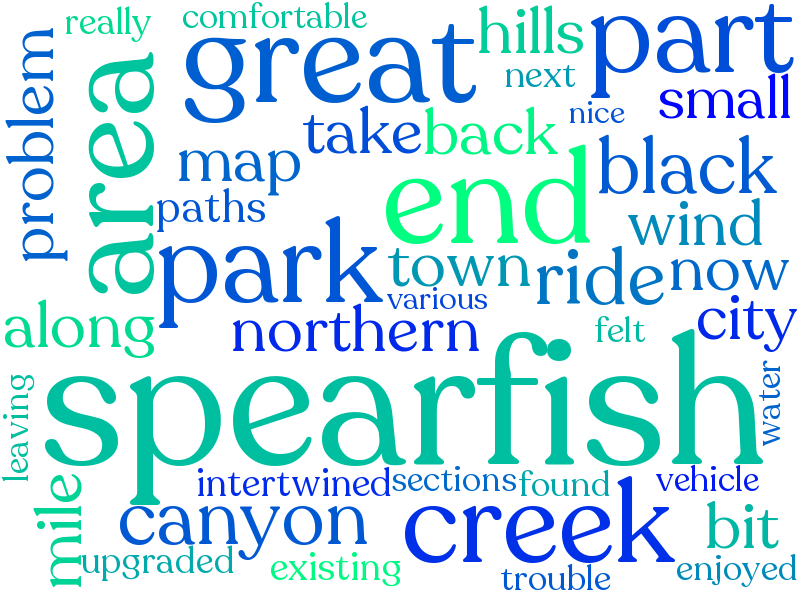 really comfortable
great hills part
next
problem area nice small
take back
map end black
paths
wind
park town ride now
various
along northern felt city
spearfish
leaving water
intertwined sections found vehicle
mile canyon creek bit
upgraded existing trouble enjoyed